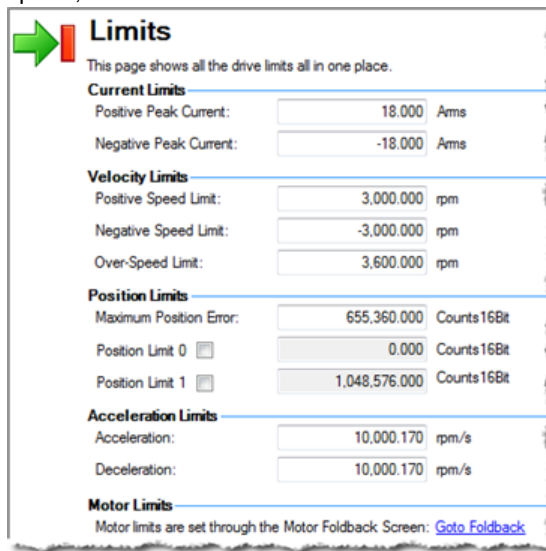 Limits
This page shows all the drive limits all in one place.
Current Limits
Positive Peak Current: 18.000 Arms
Negative Peak Current: -18.000 Arms
Velocity Limits
Positive Speed Limit: 3,000.000 rpm
Negative Speed Limit: -3,000.000 rpm
Over-Speed Limit: 3,600.000 rpm
Position Limits
Maximum Position Error: 655,360.000 Counts16Bit
Position Limit 0 0.000 Counts16Bit
Position Limit 1 1,048,576.000 Counts16Bit
Acceleration Limits
Acceleration: 10,000.170 rpm/s
Deceleration: 10,000.170 rpm/s
Motor Limits
Motor limits are set through the Motor Foldback Screen: Goto Foldback